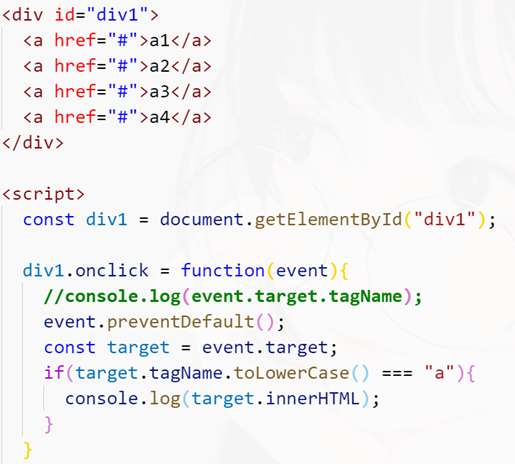 <div id="div1">
  <a href="#">a1</a>
  <a href="#">a2</a>
  <a href="#">a3</a>
  <a href="#">a4</a>
</div>

<script>
  const div1 = document.getElementById("div1");

  div1.onclick = function(event){
    //console.log(event.target.tagName);
    event.preventDefault();
    const target = event.target;
    if(target.tagName.toLowerCase() === "a"){
      console.log(target.innerHTML);
    }
  }